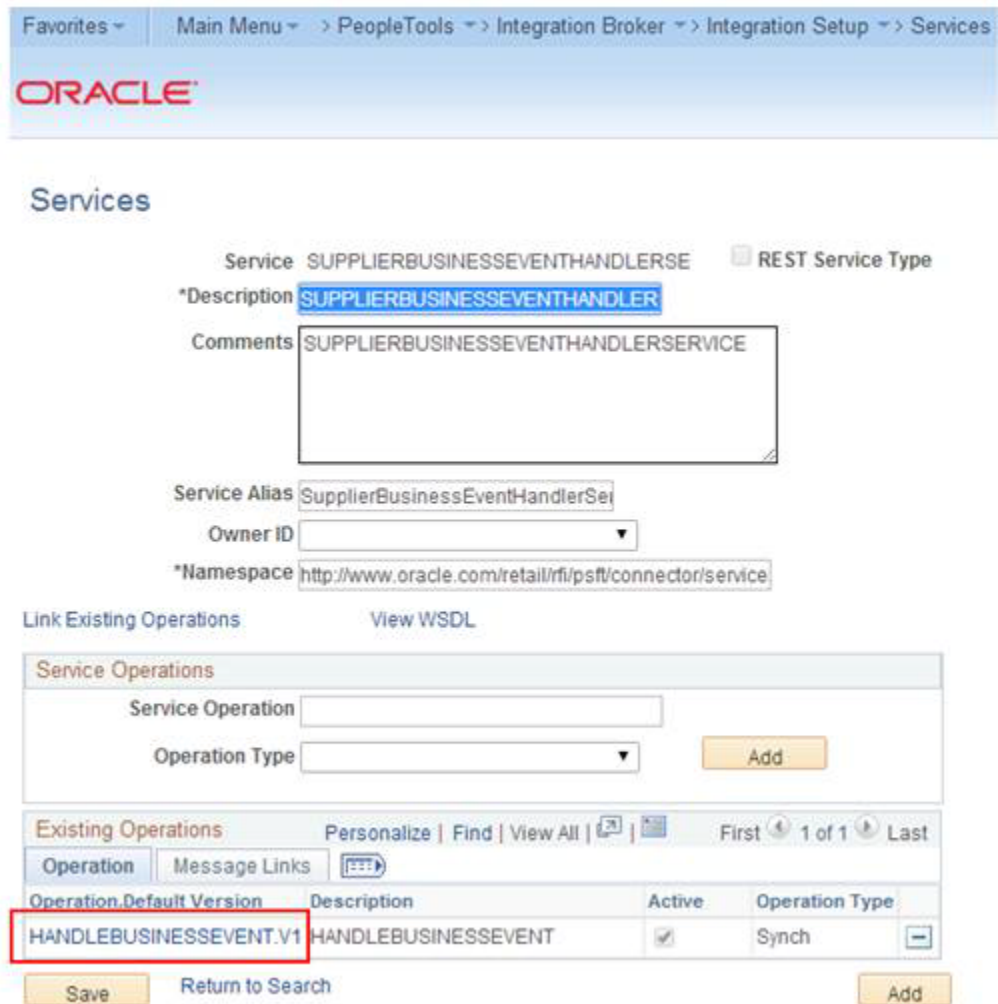 Favorites Main Menu > PeopleTools > Integration Broker > Integration Setup > Services
ORACLE
Services
Service SUPPLIERBUSINESSEVENTHANDLERSE REST Service Type
*Description SUPPLIERBUSINESSEVENTHANDLER
Comments SUPPLIERBUSINESSEVENTHANDLERSERVICE
Service Alias SupplierBusinessEventHandlerSer
Owner ID
*Namespace http://www.oracle.com/retail/rfi/psft/connector/service
Link Existing Operations View WSDL
Service Operations
Service Operation
Operation Type Add
Existing Operations Personalize | Find | View All | First 1 of 1 Last
Operation Message Links
Operation.Default Version Description Active Operation Type
HANDLEBUSINESSEVENT.V1 HANDLEBUSINESSEVENT Synch
Save Return to Search Add